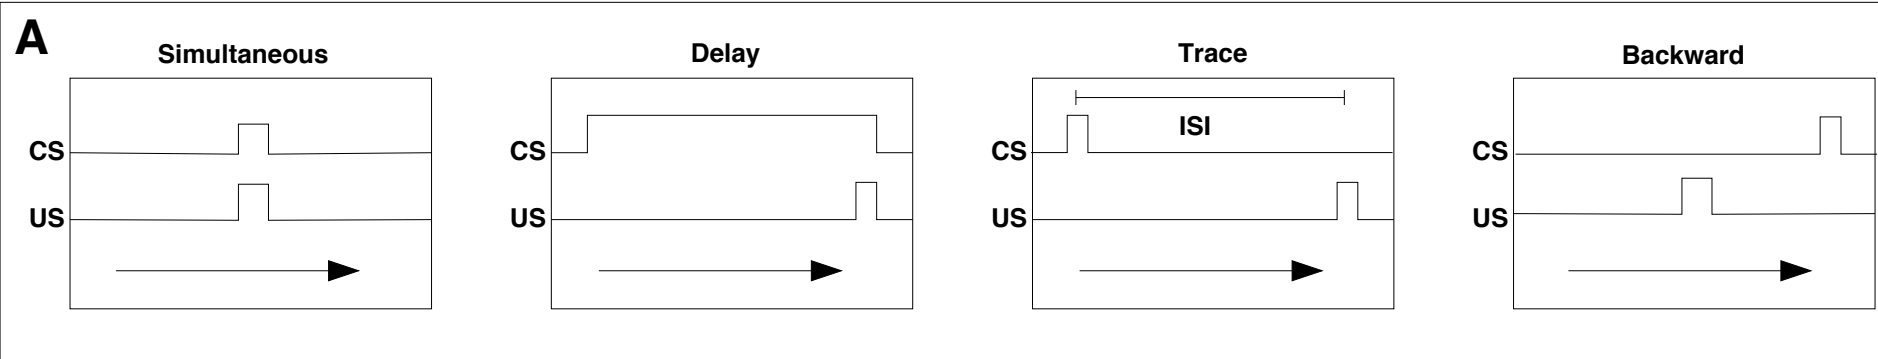 A
Simultaneous
Delay
Trace
Backward
ISI
CS
CS
CS
CS
US
US
US
US